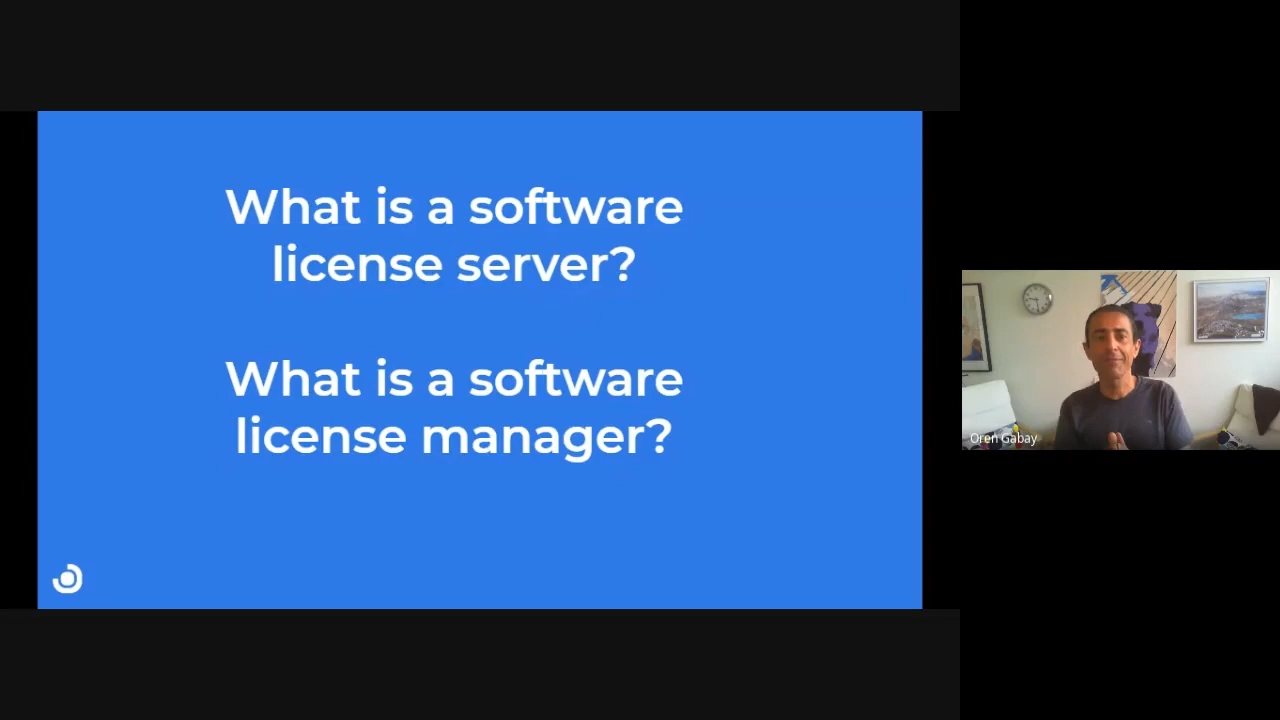 What is a software
license server?
What is a software
license manager?
Oren Gabay